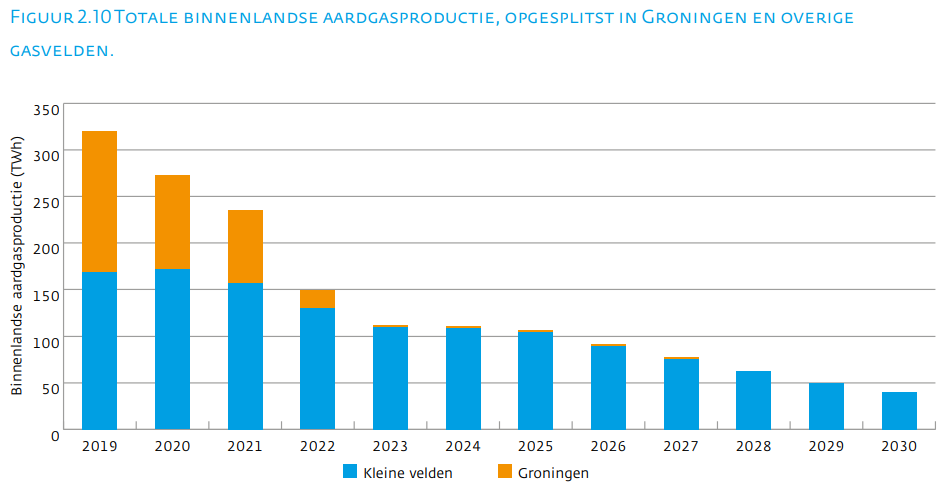 Figuur 2.10 Totale binnenlandse aardgasproductie, opgesplitst in Groningen en overige
gasvelden.
Binnenlandse aardgasproductie (TWh)
350
300
250
200
150
100
50
0
2019 2020 2021 2022 2023 2024 2025 2026 2027 2028 2029 2030
Kleine velden Groningen